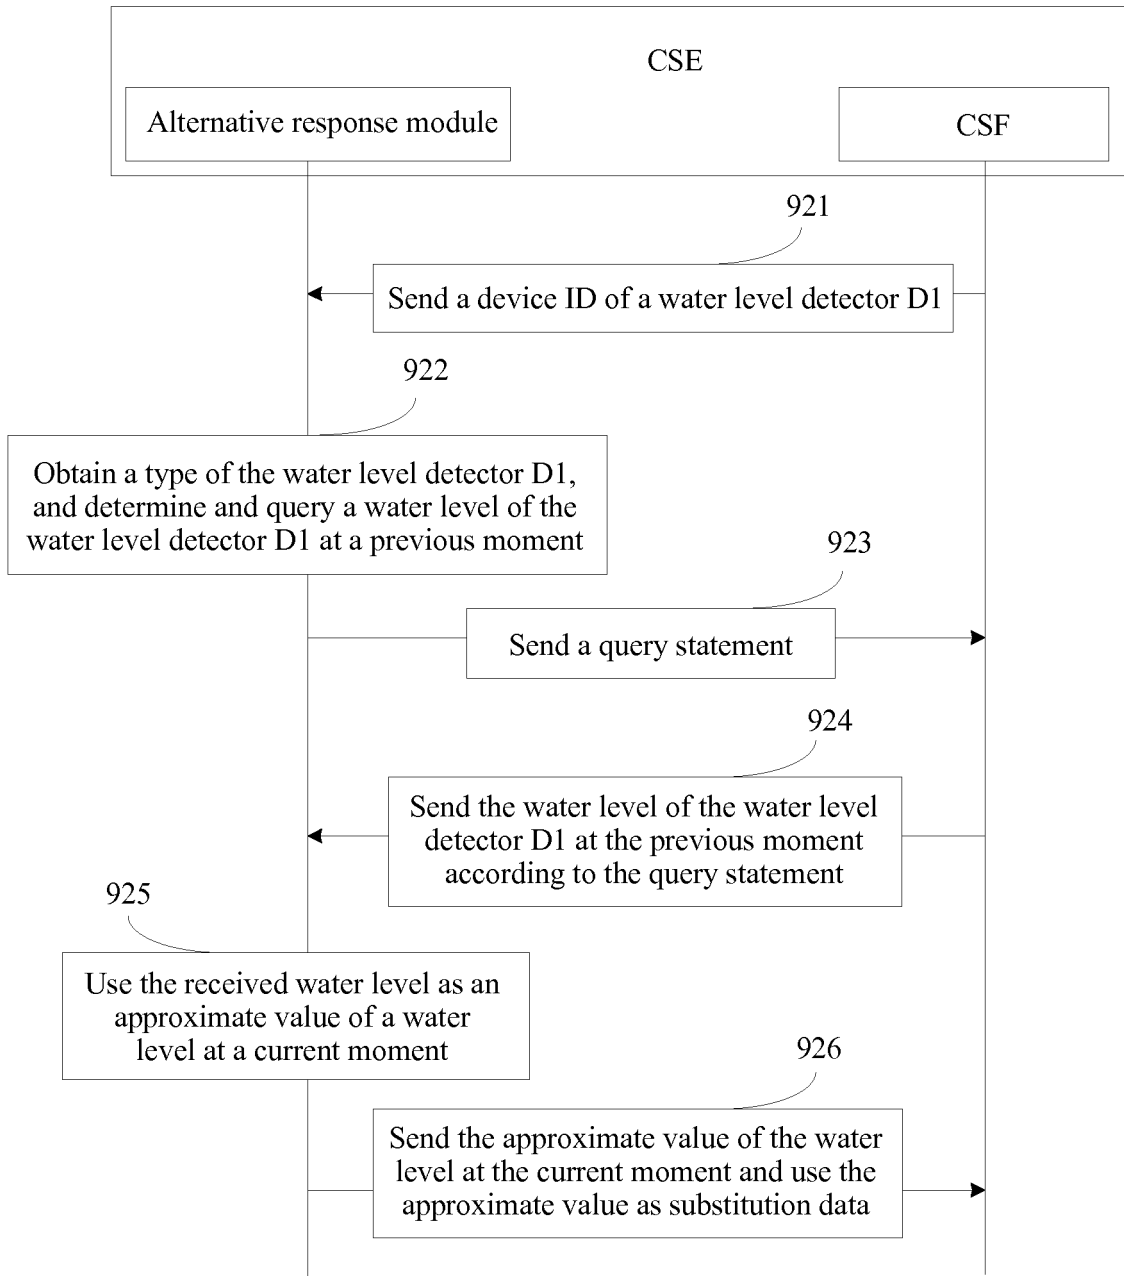 CSE
Alternative response module
CSF
921
Send a device ID of a water level detector D1
922
Obtain a type of the water level detector D1,
and determine and query a water level of the
water level detector D1 at a previous moment
923
Send a query statement
924
Send the water level of the water level
detector D1 at the previous moment
according to the query statement
925
Use the received water level as an
approximate value of a water
level at a current moment
926
Send the approximate value of the water
level at the current moment and use the
approximate value as substitution data